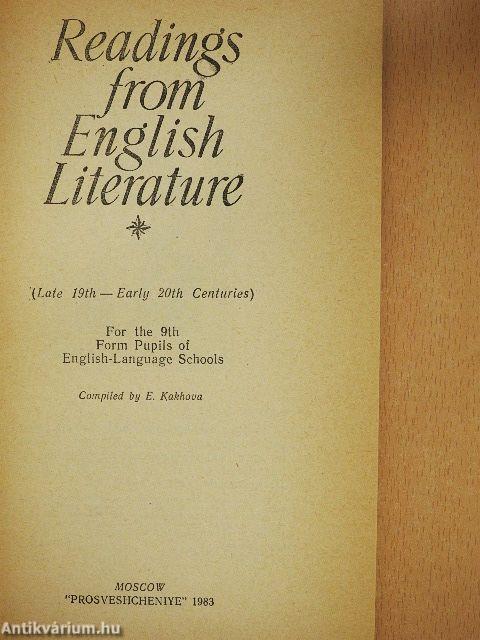 Readings
from
English
Literature
(Late 19th — Early 20th Centuries)
For the 9th
Form Pupils of
English-Language Schools
Compiled by E. Kakhova
MOSCOW
"PROSVESHCHENIYE" 1983
Antikvárium.hu